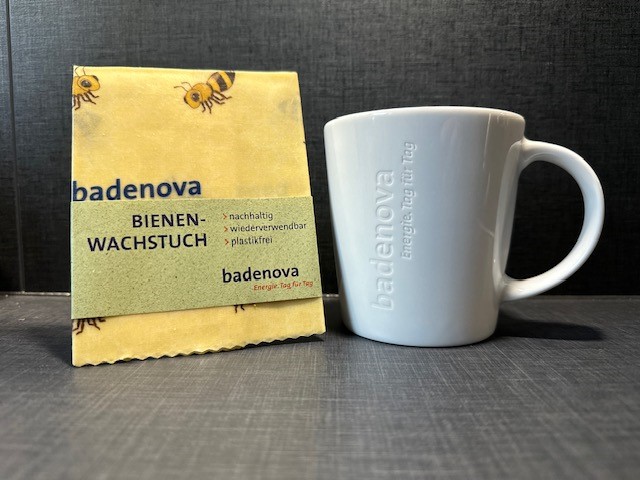 badenova
BIENEN-
WACHSTUCH
> nachhaltig
> wiederverwendbar
> plastikfrei
badenova
Energie. Tag für Tag
badenova
Energie. Tag für Tag